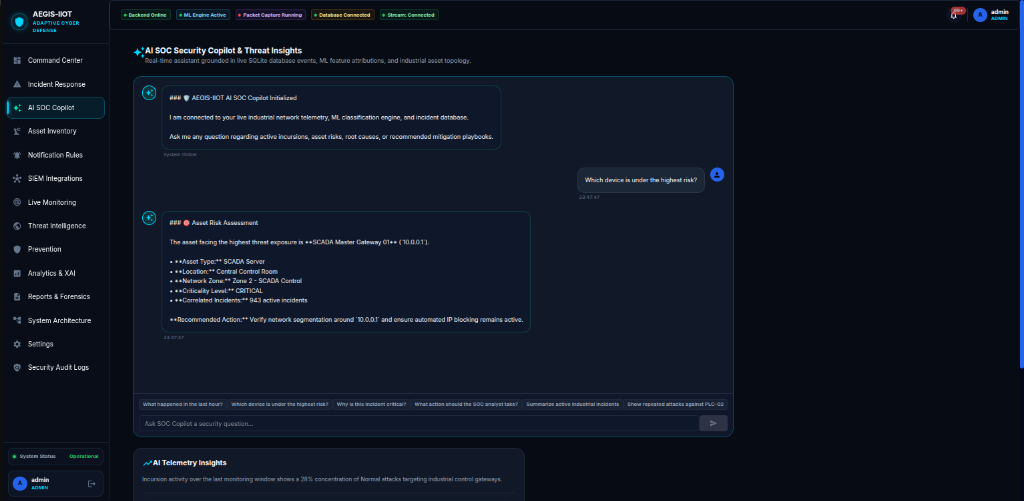 AEGIS-IIOT
ADAPTIVE CYBER
DEFENSE
Backend Online
ML Engine Active
Packet Capture Running
Database Connected
Stream: Connected
99+
A
admin
ADMIN
Command Center
Incident Response
AI SOC Copilot
Asset Inventory
Notification Rules
SIEM Integrations
Live Monitoring
Threat Intelligence
Prevention
Analytics & XAI
Reports & Forensics
System Architecture
Settings
Security Audit Logs
System Status Operational
A
admin
ADMIN
AI SOC Security Copilot & Threat Insights
Real-time assistant grounded in live SQLite database events, ML feature attributions, and industrial asset topology.
### 🛡️ AEGIS-IIOT AI SOC Copilot Initialized
I am connected to your live industrial network telemetry, ML classification engine, and incident database.
Ask me any question regarding active incursions, asset risks, root causes, or recommended mitigation playbooks.
System Online
Which device is under the highest risk?
23:47:47
### 🎯 Asset Risk Assessment
The asset facing the highest threat exposure is **SCADA Master Gateway 01** (`10.0.0.1`).
• **Asset Type:** SCADA Server
• **Location:** Central Control Room
• **Network Zone:** Zone 2 - SCADA Control
• **Criticality Level:** CRITICAL
• **Correlated Incidents:** 943 active incidents
**Recommended Action:** Verify network segmentation around `10.0.0.1` and ensure automated IP blocking remains active.
23:47:47
What happened in the last hour?
Which device is under the highest risk?
Why is this incident critical?
What action should the SOC analyst take?
Summarize active industrial incidents
Show repeated attacks against PLC-02
Ask SOC Copilot a security question...
AI Telemetry Insights
Incursion activity over the last monitoring window shows a 28% concentration of Normal attacks targeting industrial control gateways.